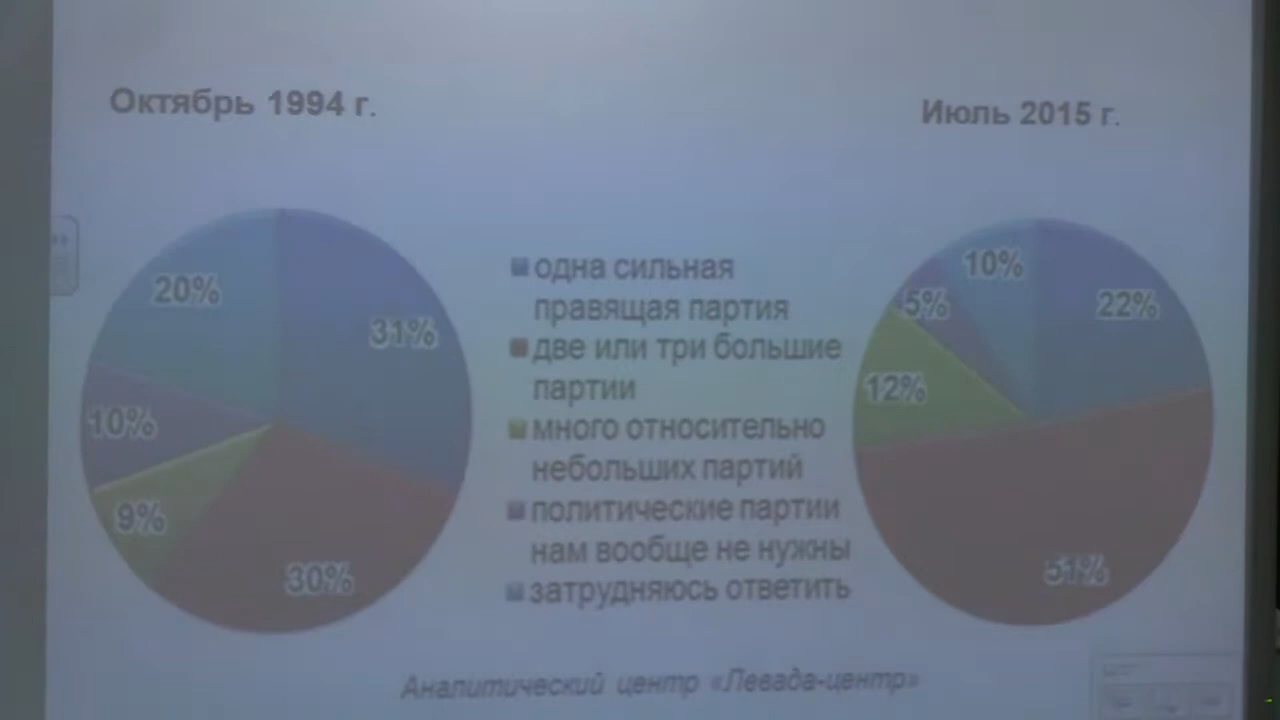 Октябрь 1994 г.
Июль 2015 г.
20%
31%
10%
9%
30%
одна сильная
правящая партия
две или три большие
партии
много относительно
небольших партий
политические партии
нам вообще не нужны
затрудняюсь ответить
10%
5%
22%
12%
51%
Аналитический центр «Левада-центр»